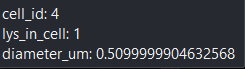 cell_id: 4
lys_in_cell: 1
diameter_um: 0.5099999904632568